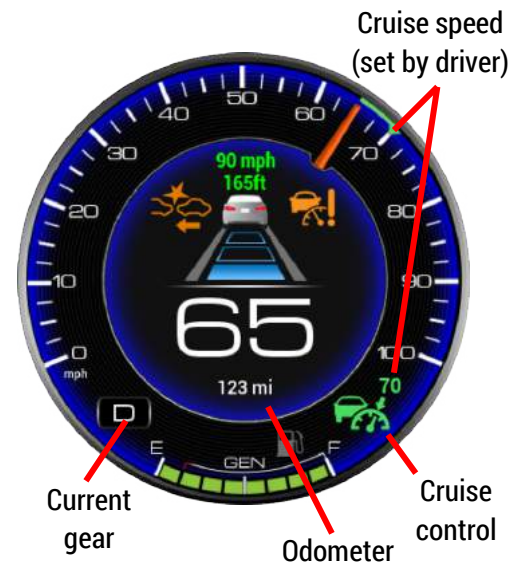 Cruise speed
(set by driver)
0
10
20
30
40
50
60
70
80
90
100
mph
90 mph
165ft
!
65
123 mi
70
D
E
GEN
F
Current
gear
Odometer
Cruise
control